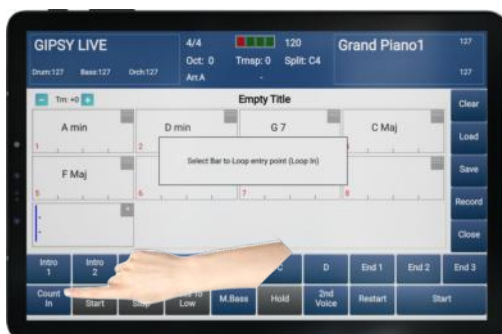 GIPSY LIVE
4/4
120
Grand Piano1
127
Oct: 0 Trnsp: 0 Split: C4
Drum:127 Bass:127 Orch:127
Art.A
-
127
- Trn: +0 +
Empty Title
Clear
A min
D min
G 7
C Maj
Load
1
2
Select Bar to Loop entry point (Loop In)
F Maj
Save
5
6
7
8
Record
Close
Intro 1
Intro 2
D
End 1
End 2
End 3
Count In
Start
Stop
Low
M.Bass
Hold
2nd Voice
Restart
Start